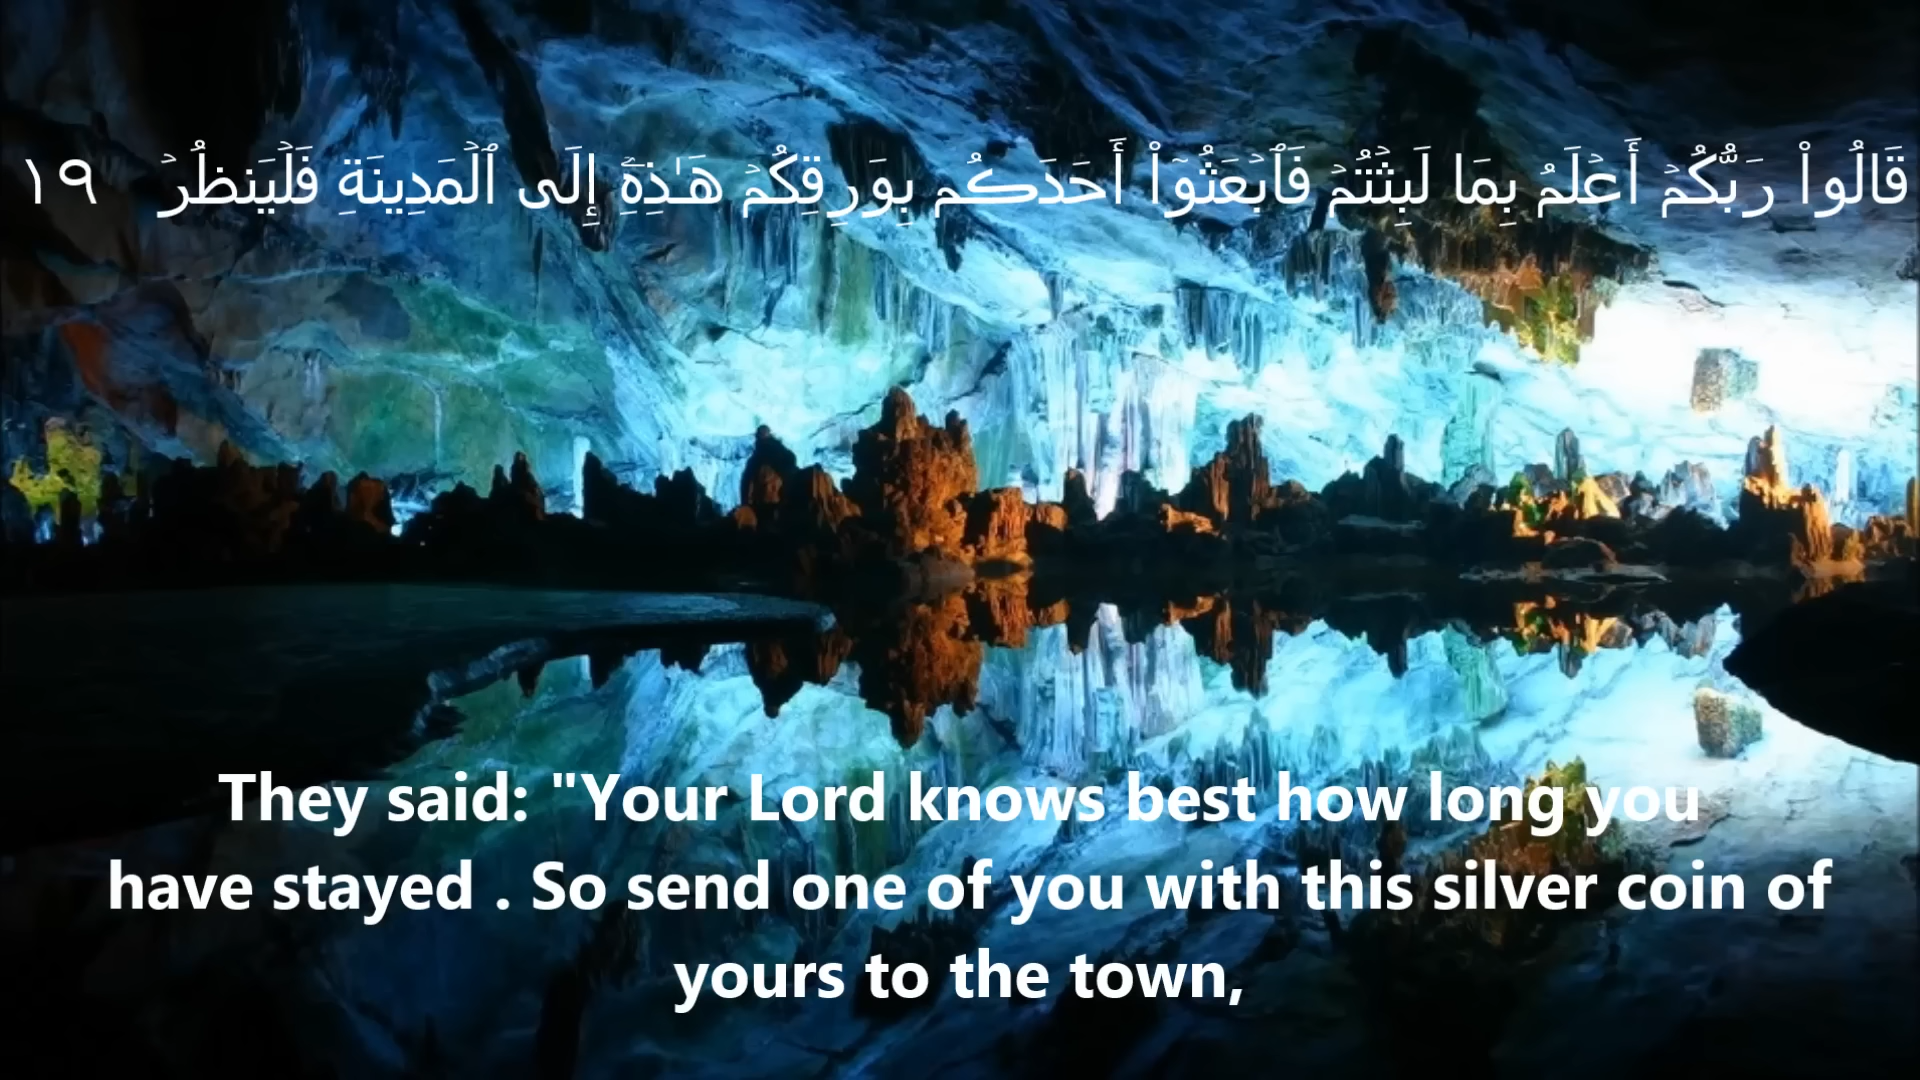 قَالُوا۟ رَبُّكُمۡ أَعۡلَمُ بِمَا لَبِثۡتُمۡ فَٱبۡعَثُوٓا۟ أَحَدَكُم بِوَرِقِكُمۡ هَـٰذِهِۦۤ إِلَى ٱلۡمَدِینَةِ فَلۡیَنظُرۡ ١٩
They said: "Your Lord knows best how long you
have stayed . So send one of you with this silver coin of
yours to the town,